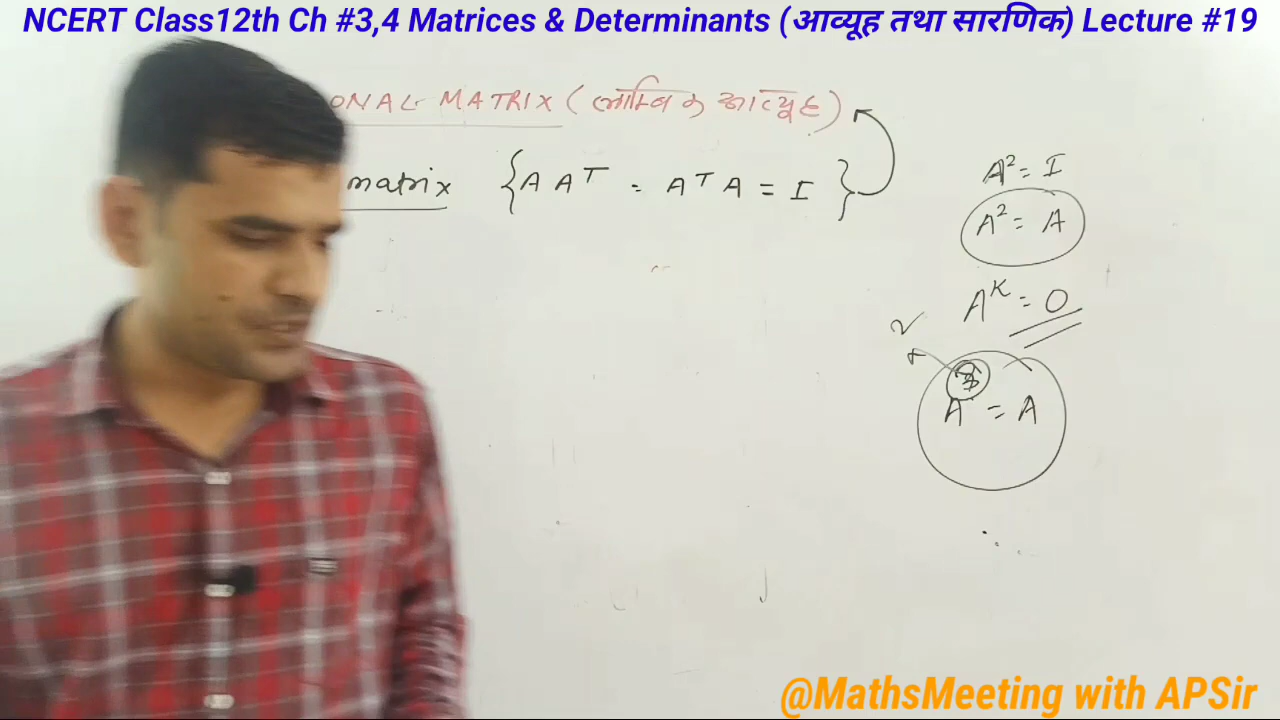 NCERT Class12th Ch #3,4 Matrices & Determinants (आव्यूह तथा सारणिक) Lecture #19
ONAL MATRIX (लाम्बिक आव्यूह)
matrix {A Aᵀ = Aᵀ A = I}
A² = I
A² = A
Aᴷ = 0
A = A
@MathsMeeting with APSir